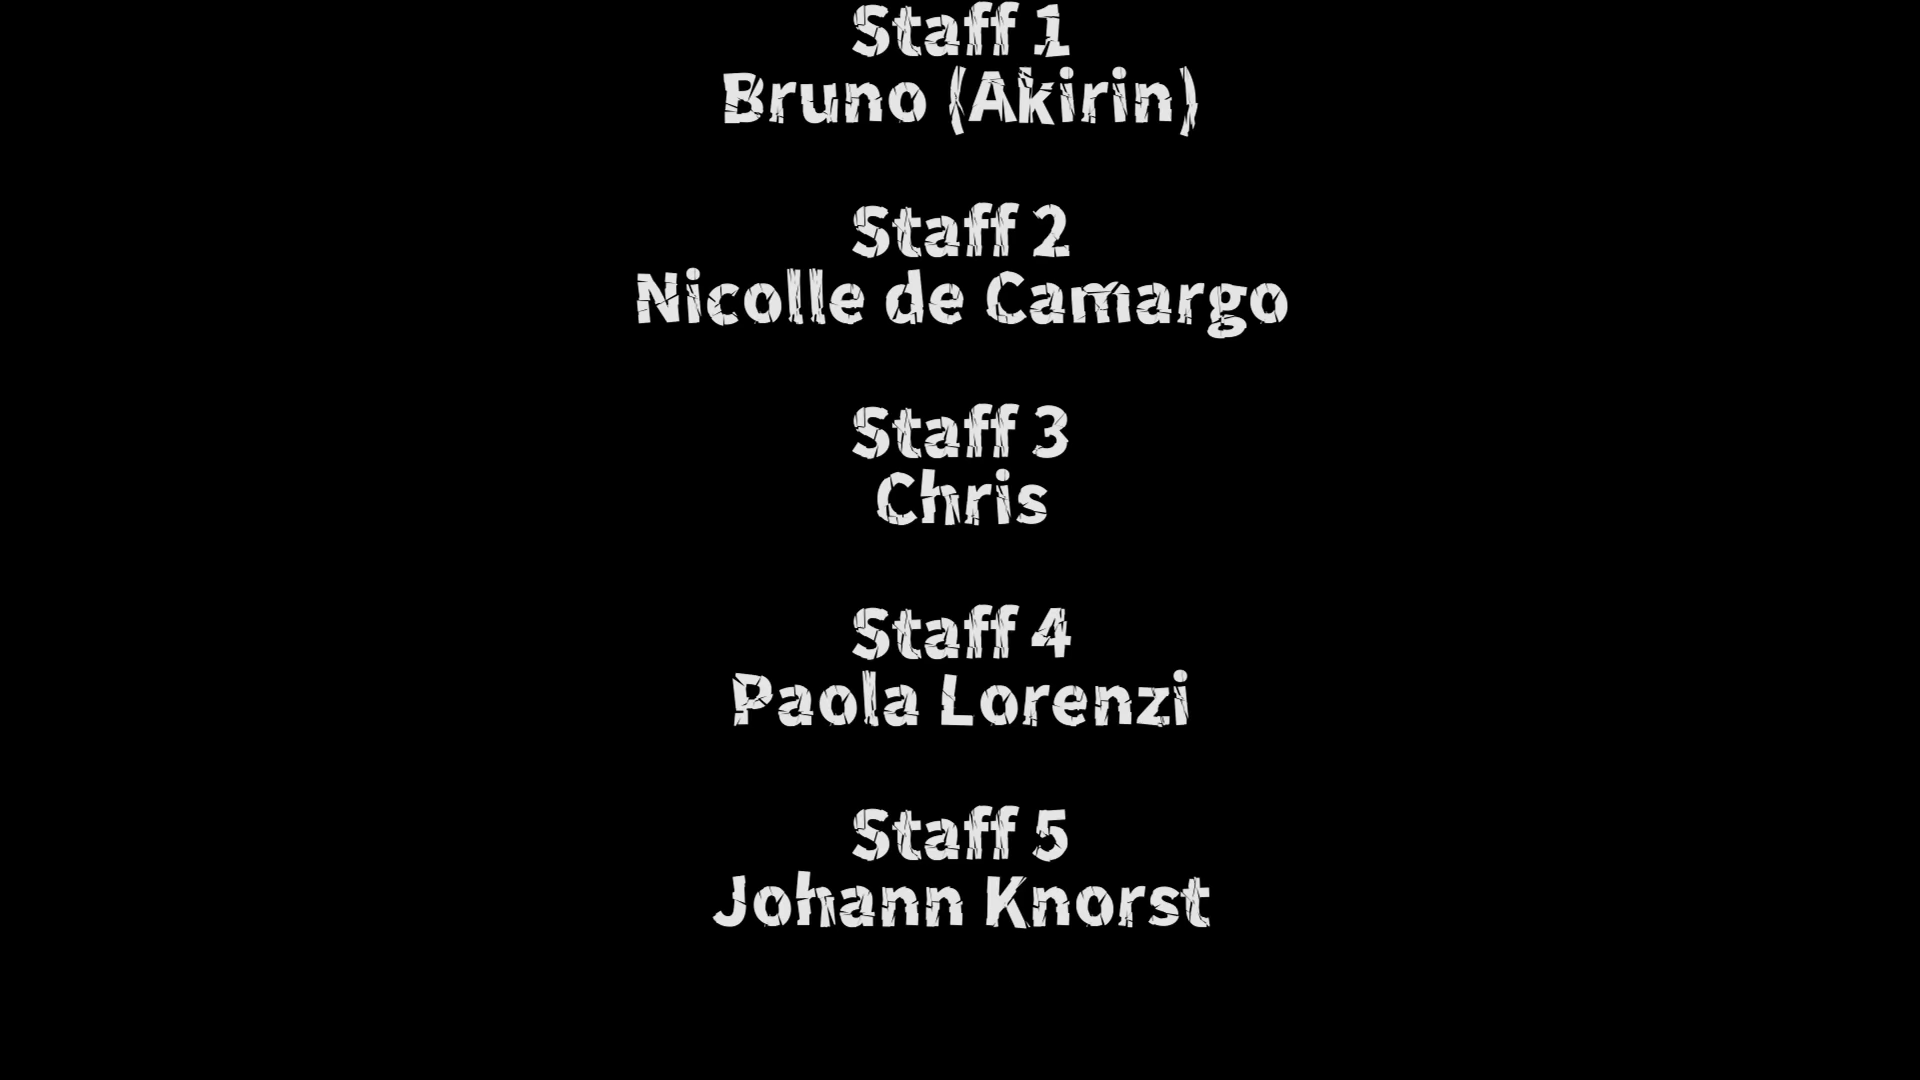 Staff 1
Bruno (Akirin)
Staff 2
Nicolle de Camargo
Staff 3
Chris
Staff 4
Paola Lorenzi
Staff 5
Johann Knorst